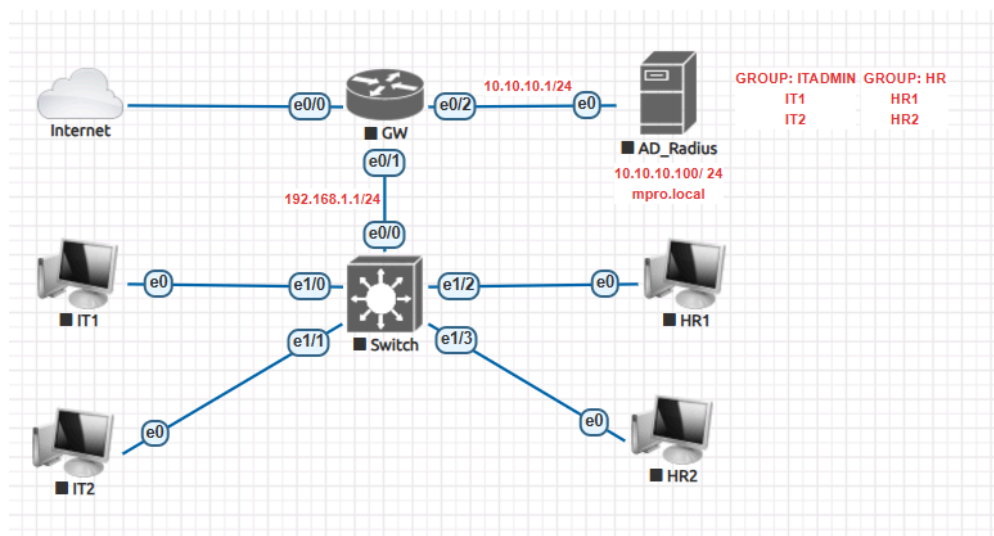 GROUP: ITADMIN GROUP: HR
10.10.10.1/24
IT1 HR1
e0/0 e0/2 e0
Internet IT2 HR2
GW
AD_Radius
e0/1
10.10.10.100/ 24
192.168.1.1/24 mpro.local
e0/0
e0 e1/0 e1/2 e0
IT1 HR1
e1/1 Switch e1/3
e0 e0
HR2
IT2